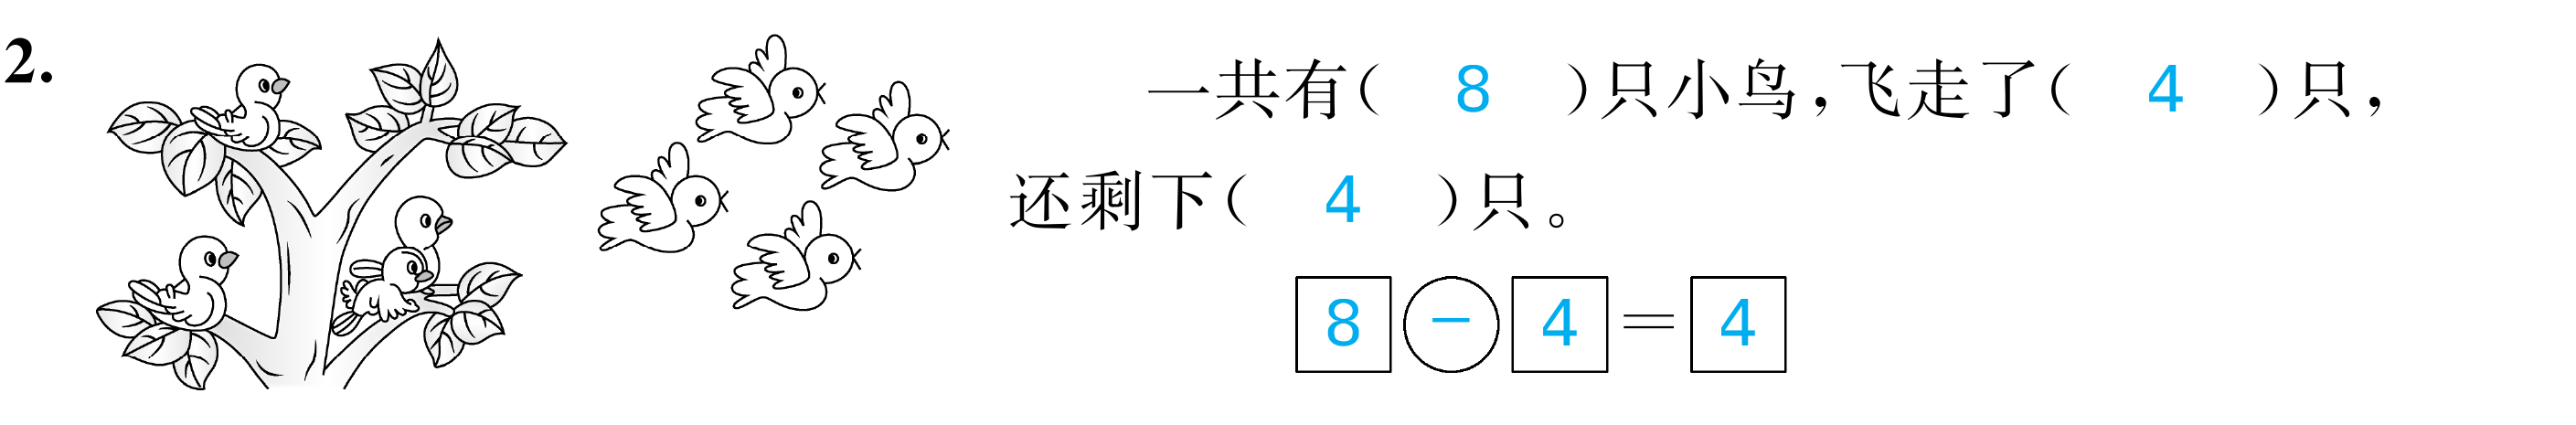 2. 一共有( 8 )只小鸟,飞走了( 4 )只,
还剩下( 4 )只。
8 - 4 = 4